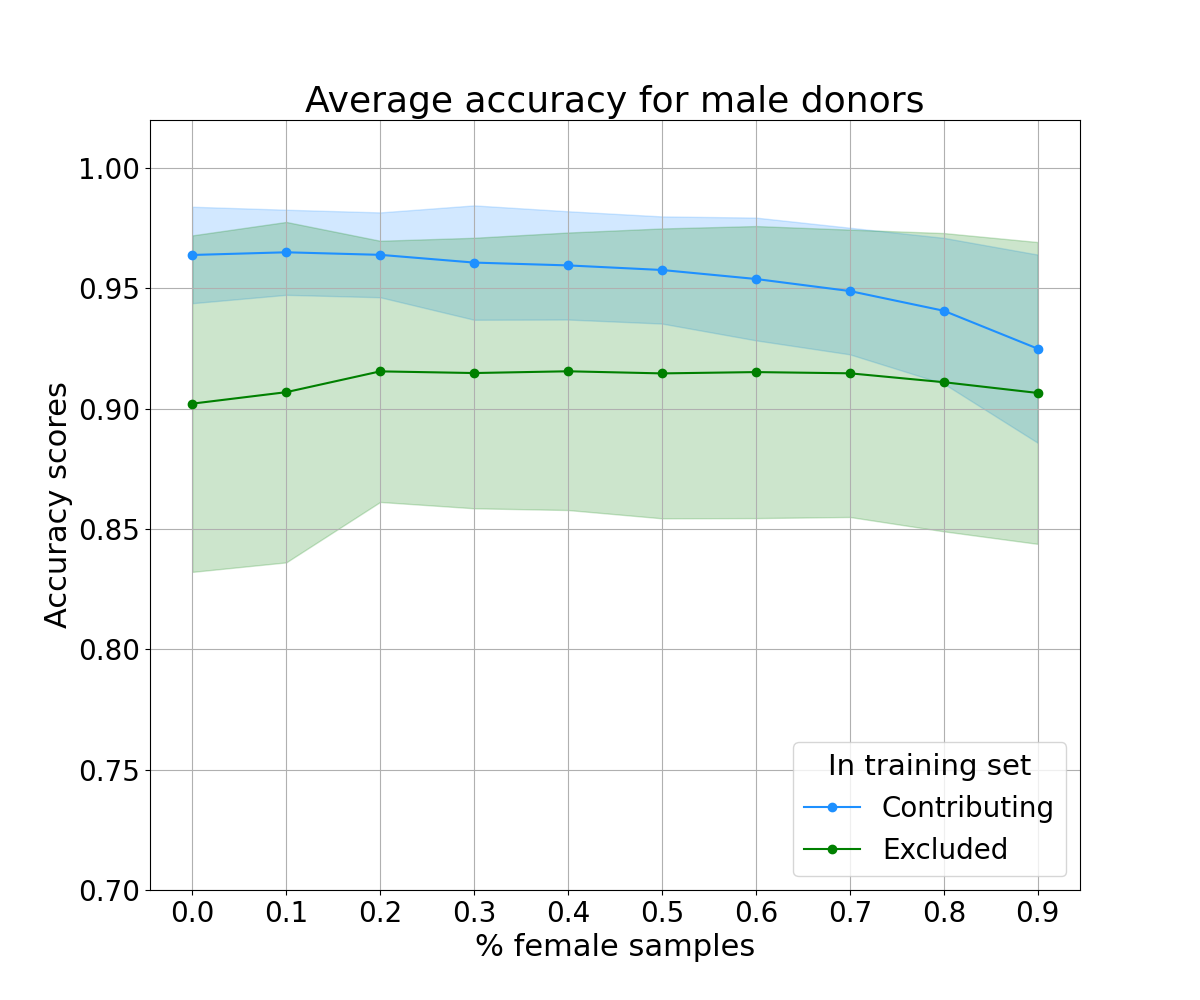 Average accuracy for male donors
1.00
0.95
0.90
0.85
0.80
0.75
0.70
Accuracy scores
0.0 0.1 0.2 0.3 0.4 0.5 0.6 0.7 0.8 0.9
% female samples
In training set
Contributing
Excluded